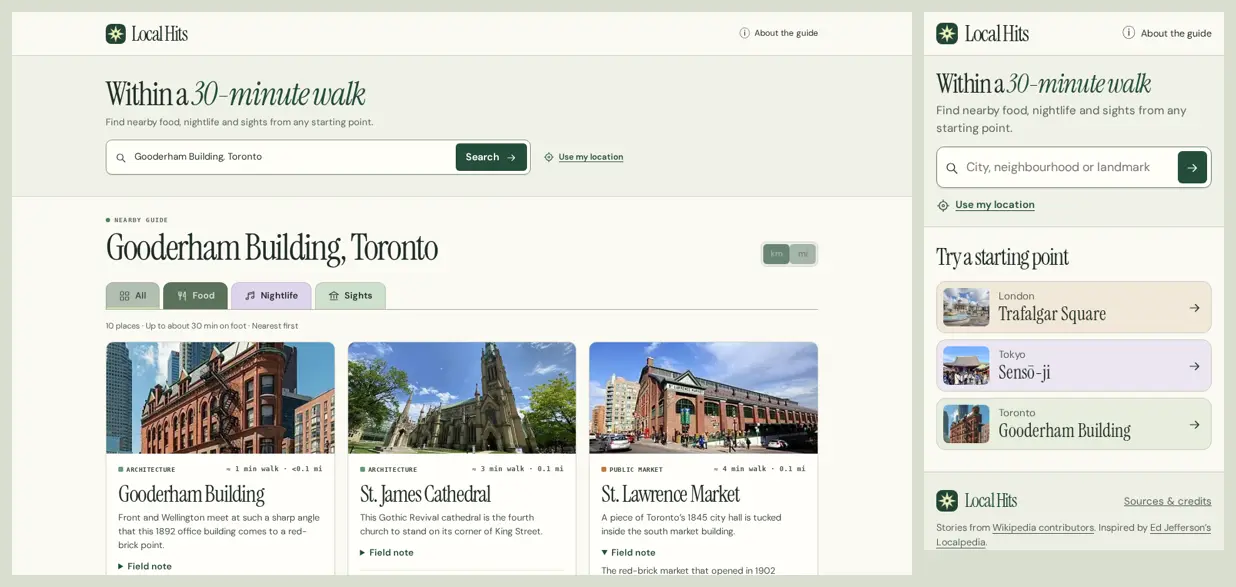 Local Hits
About the guide
Within a 30-minute walk
Find nearby food, nightlife and sights from any starting point.
Gooderham Building, Toronto
Search →
Use my location
NEARBY GUIDE
Gooderham Building, Toronto
km mi
All
Food
Nightlife
Sights
10 places · Up to about 30 min on foot · Nearest first
ARCHITECTURE
≈ 1 min walk · <0.1 mi
Gooderham Building
Front and Wellington meet at such a sharp angle
that this 1892 office building comes to a red-
brick point.
▶ Field note
ARCHITECTURE
≈ 3 min walk · 0.1 mi
St. James Cathedral
This Gothic Revival cathedral is the fourth
church to stand on its corner of King Street.
▶ Field note
PUBLIC MARKET
≈ 4 min walk · 0.1 mi
St. Lawrence Market
A piece of Toronto's 1845 city hall is tucked
inside the south market building.
▼ Field note
The red-brick market that opened in 1902
Local Hits
About the guide
Within a 30-minute walk
Find nearby food, nightlife and sights from any
starting point.
City, neighbourhood or landmark
→
Use my location
Try a starting point
London
Trafalgar Square →
Tokyo
Sensō-ji →
Toronto
Gooderham Building →
Local Hits
Sources & credits
Stories from Wikipedia contributors. Inspired by Ed Jefferson's
Localpedia.